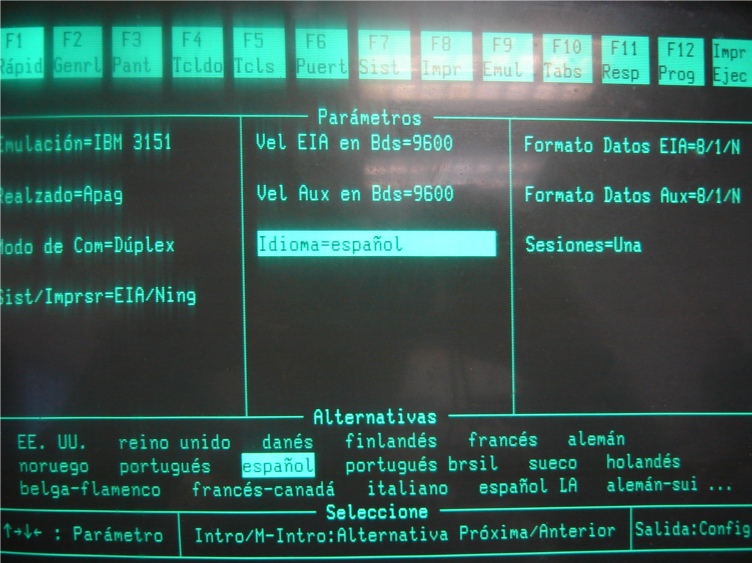 F1 F2 F3 F4 F5 F6 F7 F8 F9 F10 F11 F12 Impr
Rápid Genrl Pant Tcldo Tcls Puert Sist Impr Emul Tabs Resp Prog Ejec
Parámetros
Emulación=IBM 3151 Vel EIA en Bds=9600 Formato Datos EIA=8/1/N
Realzado=Apag Vel Aux en Bds=9600 Formato Datos Aux=8/1/N
Modo de Com=Dúplex Idioma=español Sesiones=Una
Sist/Imprsr=EIA/Ning
Alternativas
EE. UU. reino unido danés finlandés francés alemán
noruego portugués español portugués brsil sueco holandés
belga-flamenco francés-canadá italiano español LA alemán-sui ...
Seleccione
↑→↓← : Parámetro Intro/M-Intro:Alternativa Próxima/Anterior Salida:Config